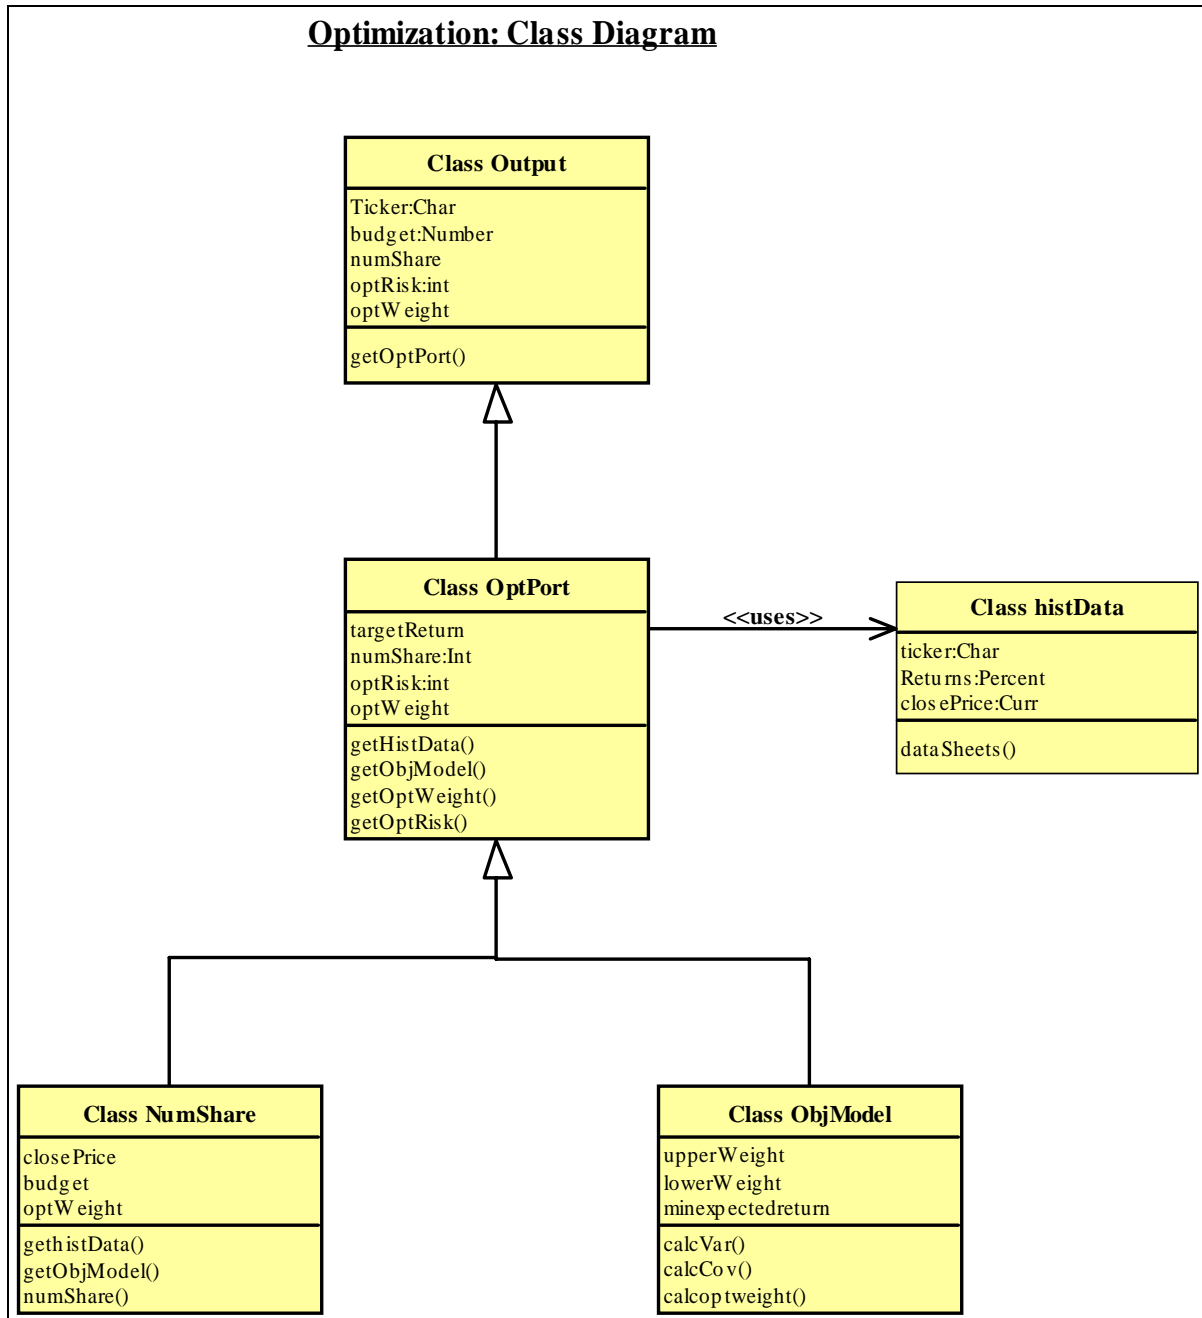 Optimization: Class Diagram
Class Output
Ticker:Char
budget:Number
numShare
optRisk:int
optWeight
getOptPort()
Class OptPort
targetReturn
numShare:Int
optRisk:int
optWeight
getHistData()
getObjModel()
getOptWeight()
getOptRisk()
<<uses>>
Class histData
ticker:Char
Returns:Percent
closePrice:Curr
dataSheets()
Class NumShare
closePrice
budget
optWeight
gethistData()
getObjModel()
numShare()
Class ObjModel
upperWeight
lowerWeight
minexpectedreturn
calcVar()
calcCov()
calcoptweight()